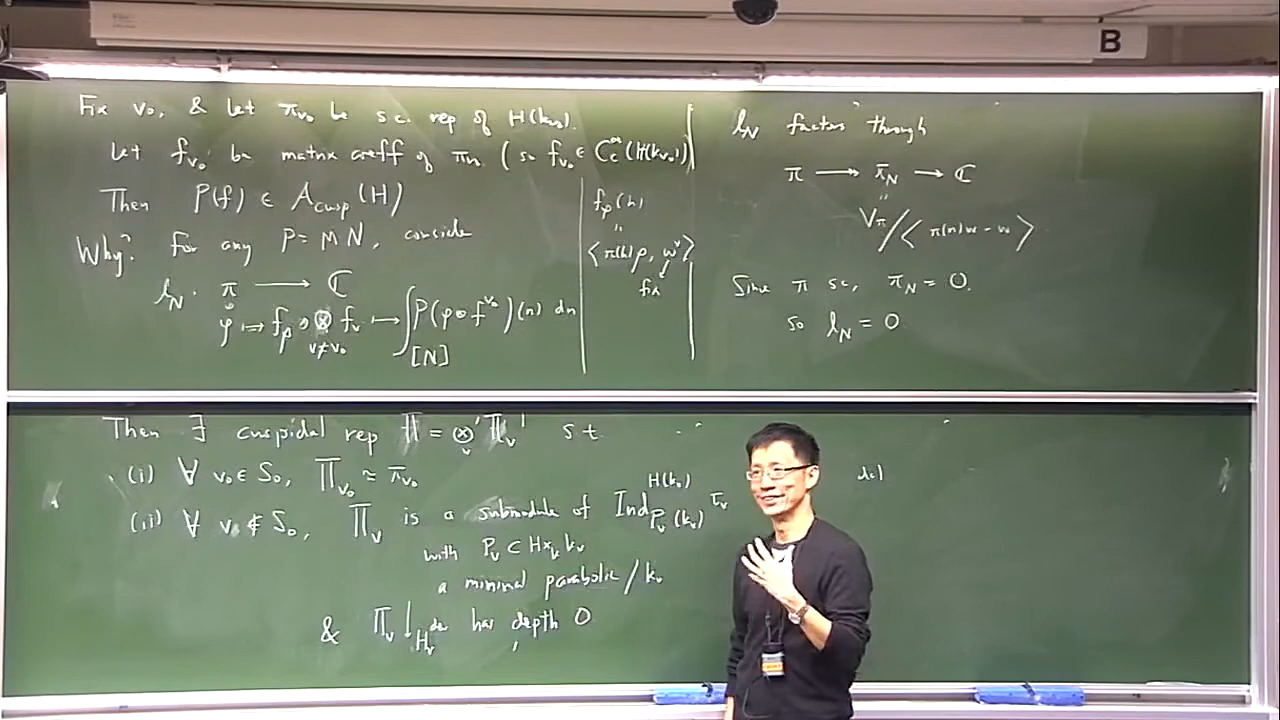 B
Fix v₀, & let π_{v₀} be s.c. rep of H(k_{v₀}).
Let f_{v₀} be matrix coeff of π_{v₀} (so f_{v₀} ∈ C_c^∞(H(k_{v₀})))
Then P(f) ∈ A_{cusp}(H)
Why? For any P = MN, consider
l_N : π ⟶ ℂ
φ ↦ f_φ ⊗ ⊗_{v≠v₀} f_v ↦ ∫_{[N]} P(φ⊗f^{v₀})(n) dn
f_φ(h)
"
⟨π(h)φ, w^∨⟩
fix
l_N factors through
π ⟶ π_N ⟶ ℂ
"
V_π/⟨π(n)w - w⟩
Since π sc, π_N = 0.
so l_N = 0
Then ∃ cuspidal rep Π = ⊗'_v Π_v s.t.
(i) ∀ v₀ ∈ S₀, Π_{v₀} ≃ π_{v₀}
(ii) ∀ v ∉ S₀, Π_v is a submodule of Ind_{P_v(k_v)}^{H(k_v)} τ_v
with P_v ⊂ H×_k k_v
a minimal parabolic / k_v
& Π_v|_{H_v^{der}} has depth 0